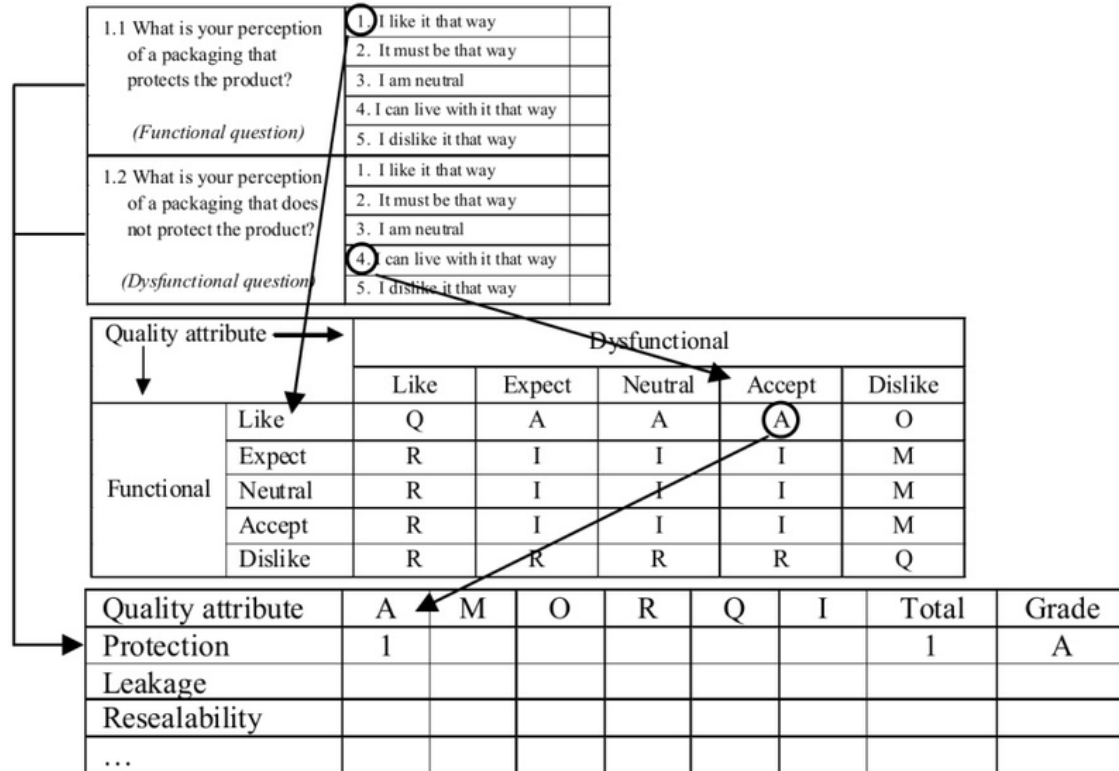 1.1 What is your perception
of a packaging that
protects the product?
(Functional question)
1. I like it that way
2. It must be that way
3. I am neutral
4. I can live with it that way
5. I dislike it that way
1.2 What is your perception
of a packaging that does
not protect the product?
(Dysfunctional question)
1. I like it that way
2. It must be that way
3. I am neutral
4. I can live with it that way
5. I dislike it that way
Quality attribute
Dysfunctional
Like Expect Neutral Accept Dislike
Functional
Like Q A A A O
Expect R I I I M
Neutral R I I I M
Accept R I I I M
Dislike R R R R Q
Quality attribute A M O R Q I Total Grade
Protection 1 1 A
Leakage
Resealability
...